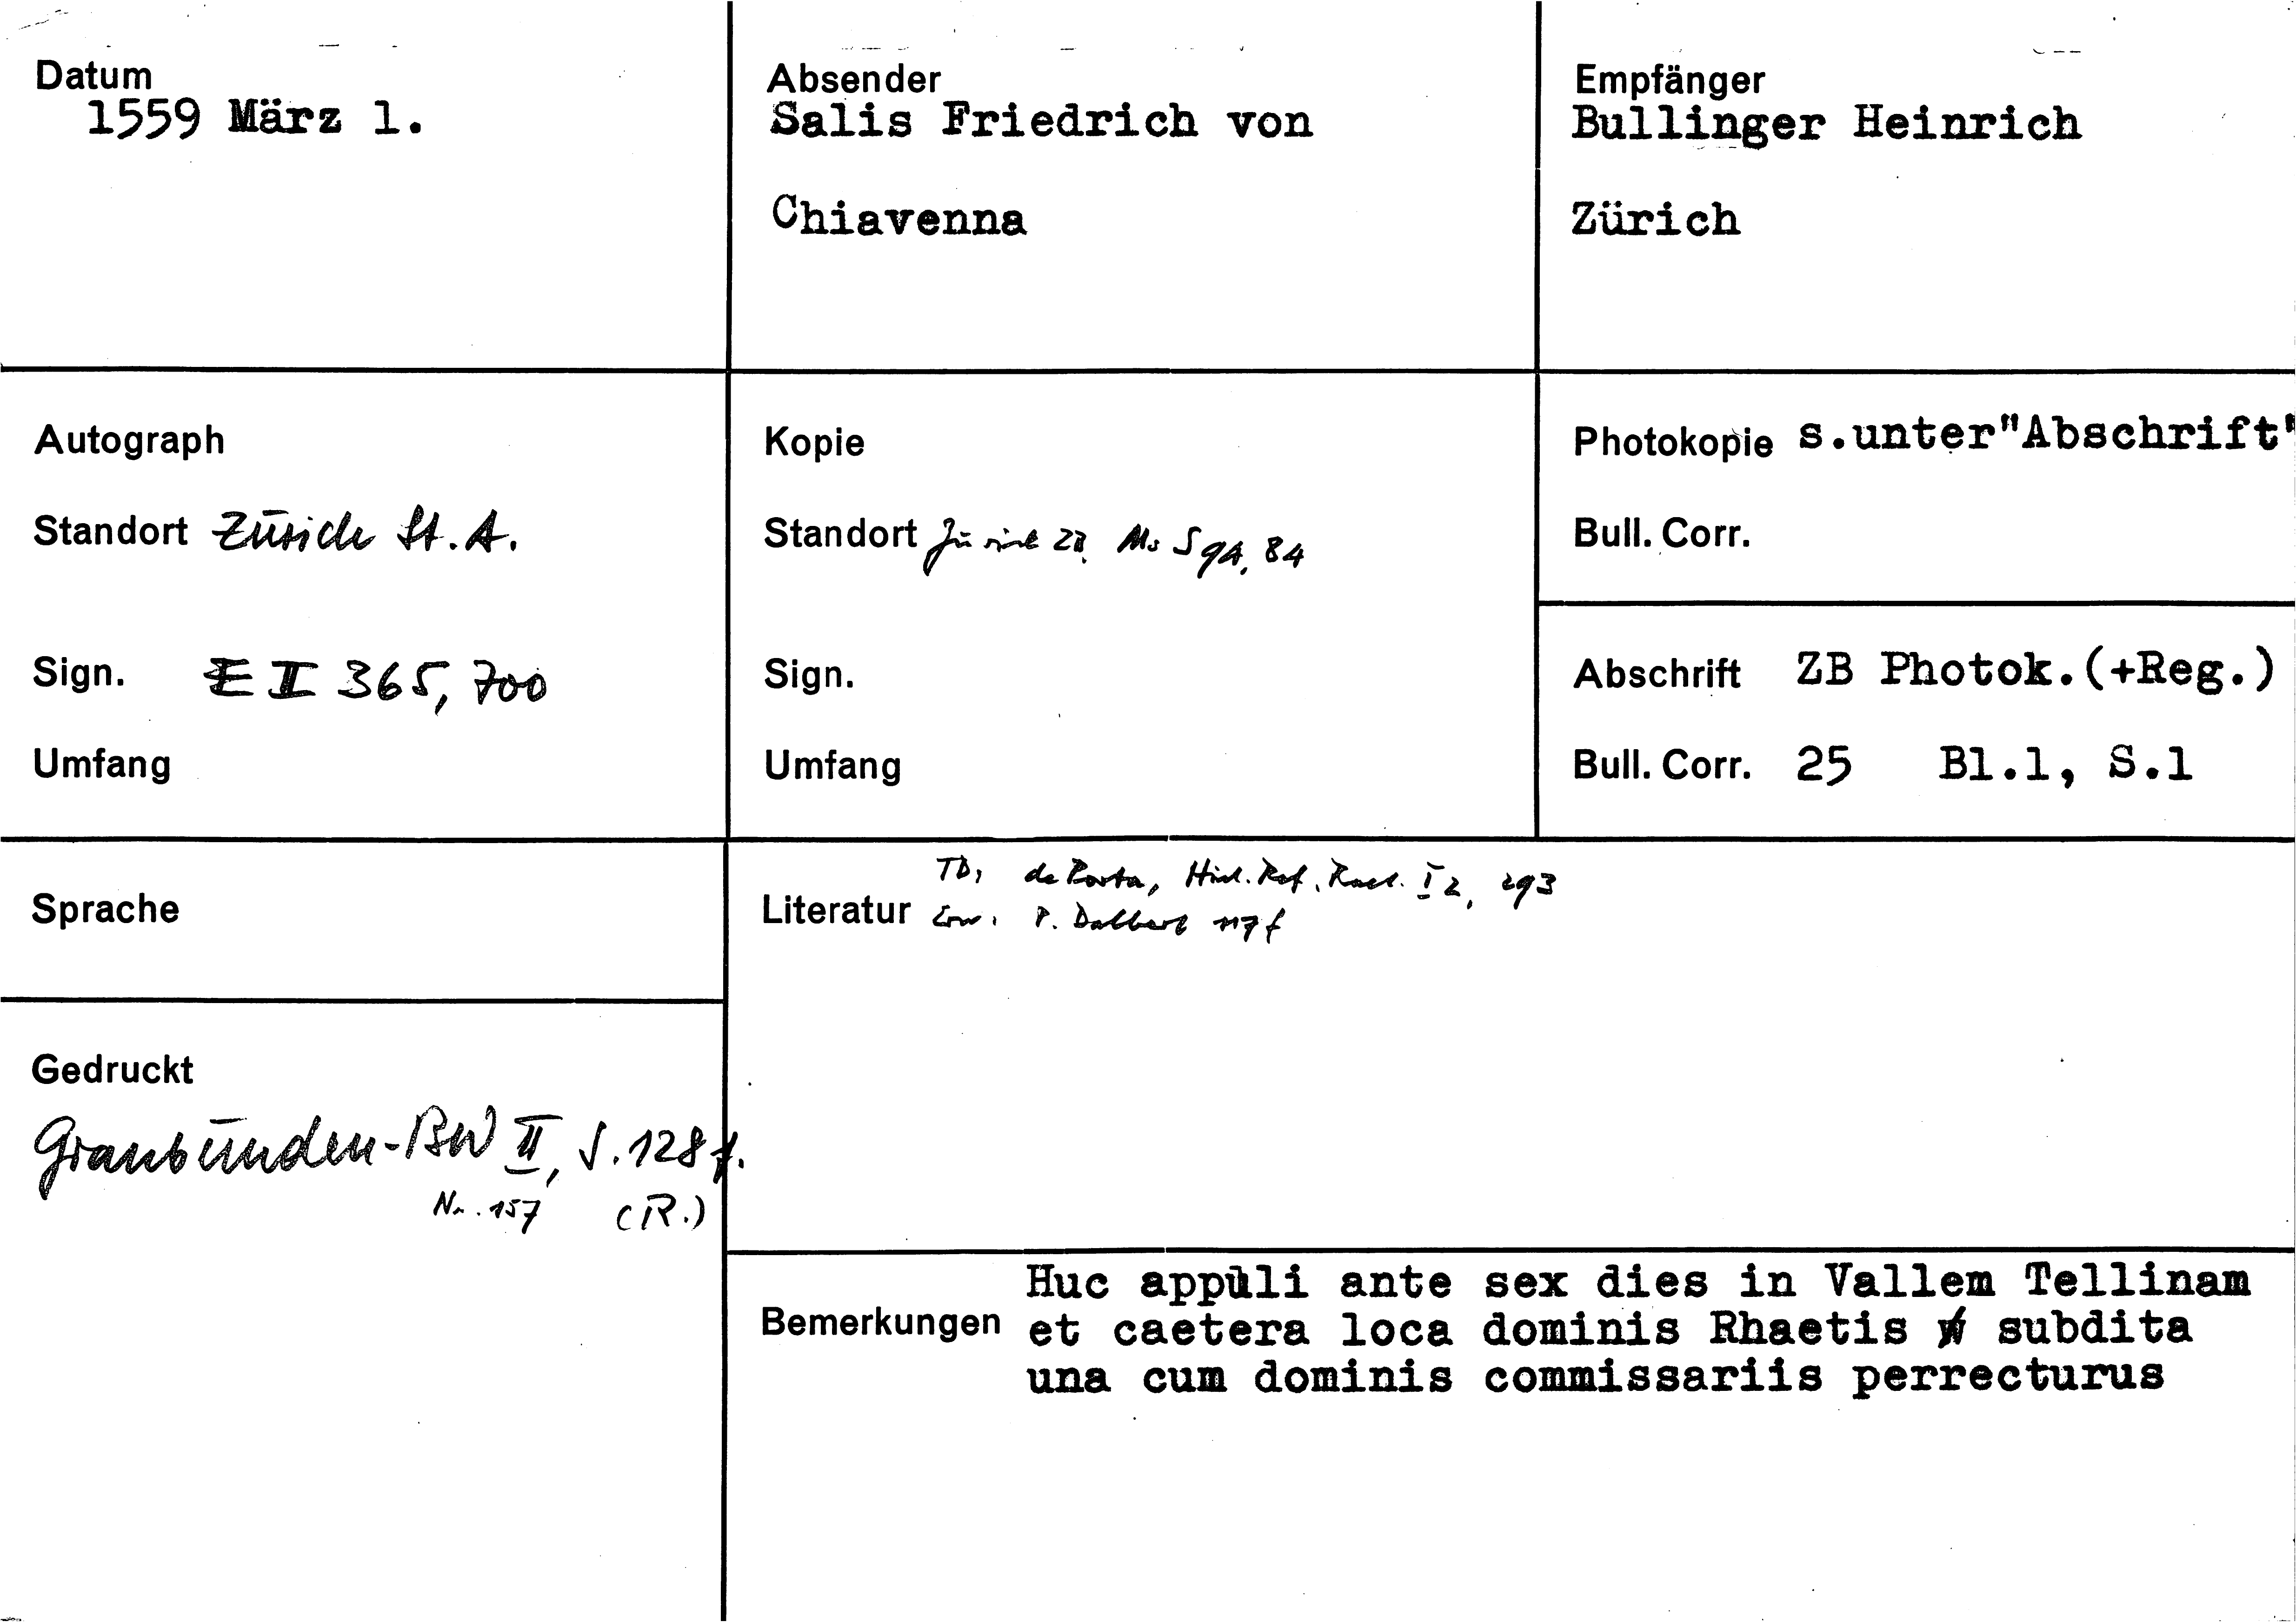 Datum
1559 März 1.
Absender
Salis Friedrich von
Chiavenna
Empfänger
Bullinger Heinrich
Zürich
Autograph
Standort Zürich St. A.
Sign. E II 365, 700
Umfang
Kopie
Standort Zürich ZB. Ms S 94, 84
Sign.
Umfang
Photokopie s.unter"Abschrift"
Bull. Corr.
Abschrift ZB Photok.(+Reg.)
Bull. Corr. 25 Bl.1, S.1
Sprache
Gedruckt
Graubünden-BW II, S. 128 f.
Nr. 157 (R.)
Literatur
de Porta, Hist. Ref. Raet. I 2, 293
P. Dalbert 117 f
Bemerkungen
Huc appuli ante sex dies in Vallem Tellinam
et caetera loca dominis Rhaetis subdita
una cum dominis commissariis perrecturus